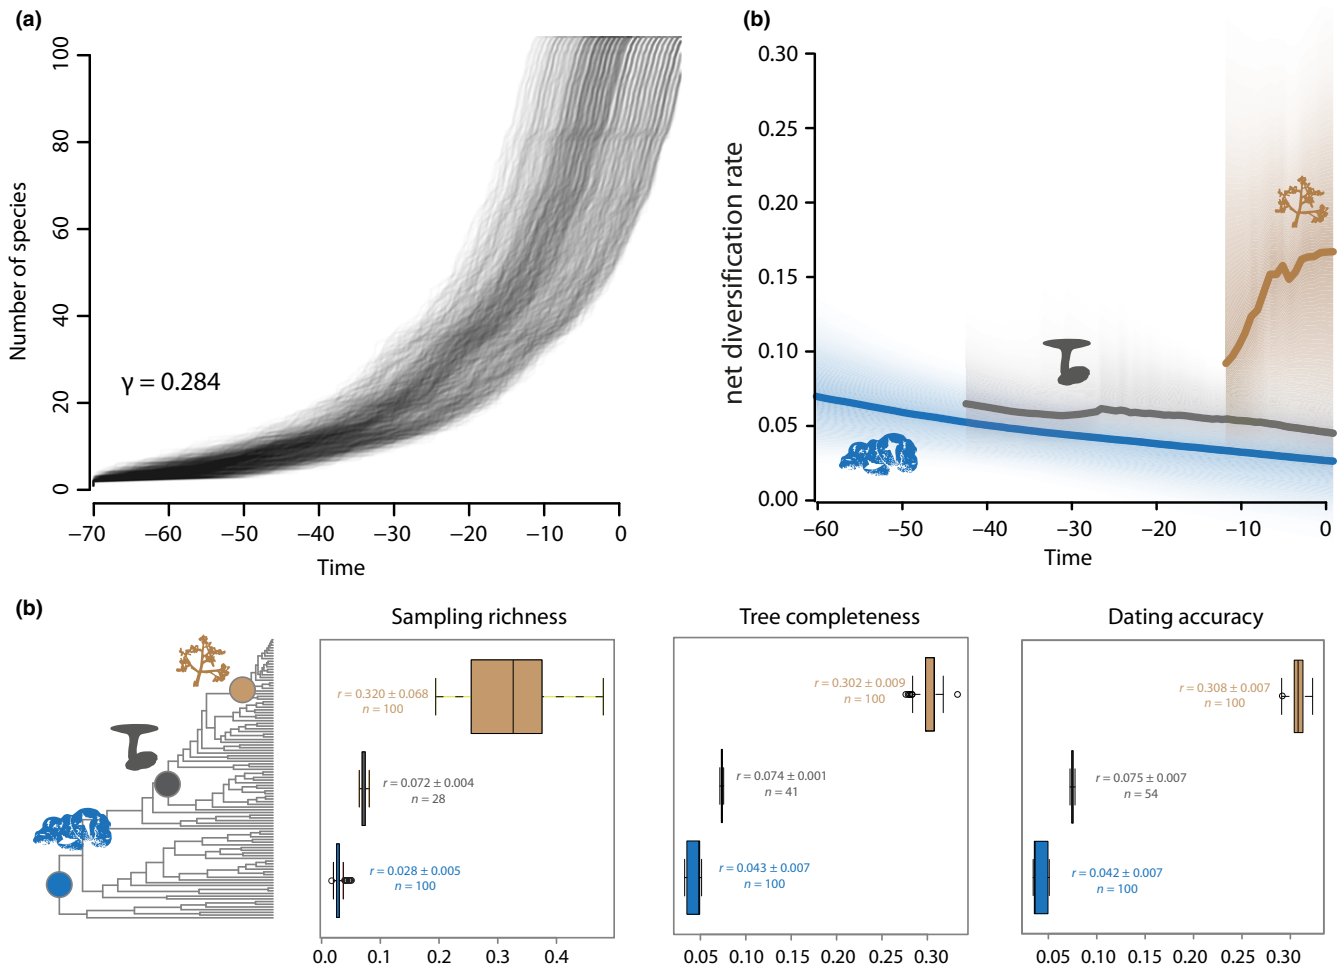 (a)
100
80
60
40
20
0
Number of species
γ = 0.284
−70 −60 −50 −40 −30 −20 −10 0
Time
(b)
0.30
0.25
0.20
0.15
0.10
0.05
0.00
net diversification rate
−60 −50 −40 −30 −20 −10 0
Time
(b)
Sampling richness
r = 0.320 ± 0.068
n = 100
r = 0.072 ± 0.004
n = 28
r = 0.028 ± 0.005
n = 100
0.0 0.1 0.2 0.3 0.4
Tree completeness
r = 0.302 ± 0.009
n = 100
r = 0.074 ± 0.001
n = 41
r = 0.043 ± 0.007
n = 100
0.05 0.10 0.15 0.20 0.25 0.30
Dating accuracy
r = 0.308 ± 0.007
n = 100
r = 0.075 ± 0.007
n = 54
r = 0.042 ± 0.007
n = 100
0.05 0.10 0.15 0.20 0.25 0.30